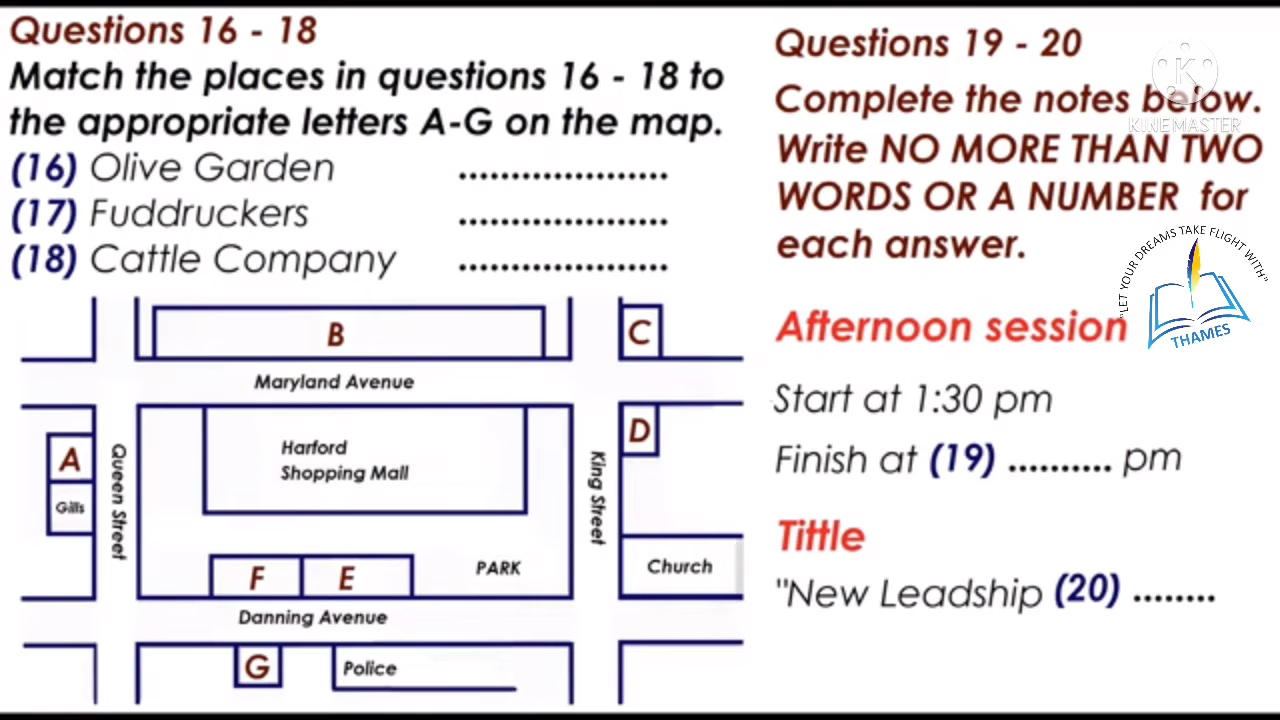 Questions 16 - 18
Match the places in questions 16 - 18 to
the appropriate letters A-G on the map.
(16) Olive Garden ....................
(17) Fuddruckers ....................
(18) Cattle Company ....................
B
C
Maryland Avenue
Harford
Shopping Mall
D
A
Gills
Queen Street
King Street
F
E
PARK
Church
Danning Avenue
G
Police
Questions 19 - 20
Complete the notes below.
Write NO MORE THAN TWO
WORDS OR A NUMBER for
each answer.
KINEMASTER
"LET YOUR DREAMS TAKE FLIGHT WITH"
THAMES
Afternoon session
Start at 1:30 pm
Finish at (19) .......... pm
Tittle
"New Leadship (20) ........